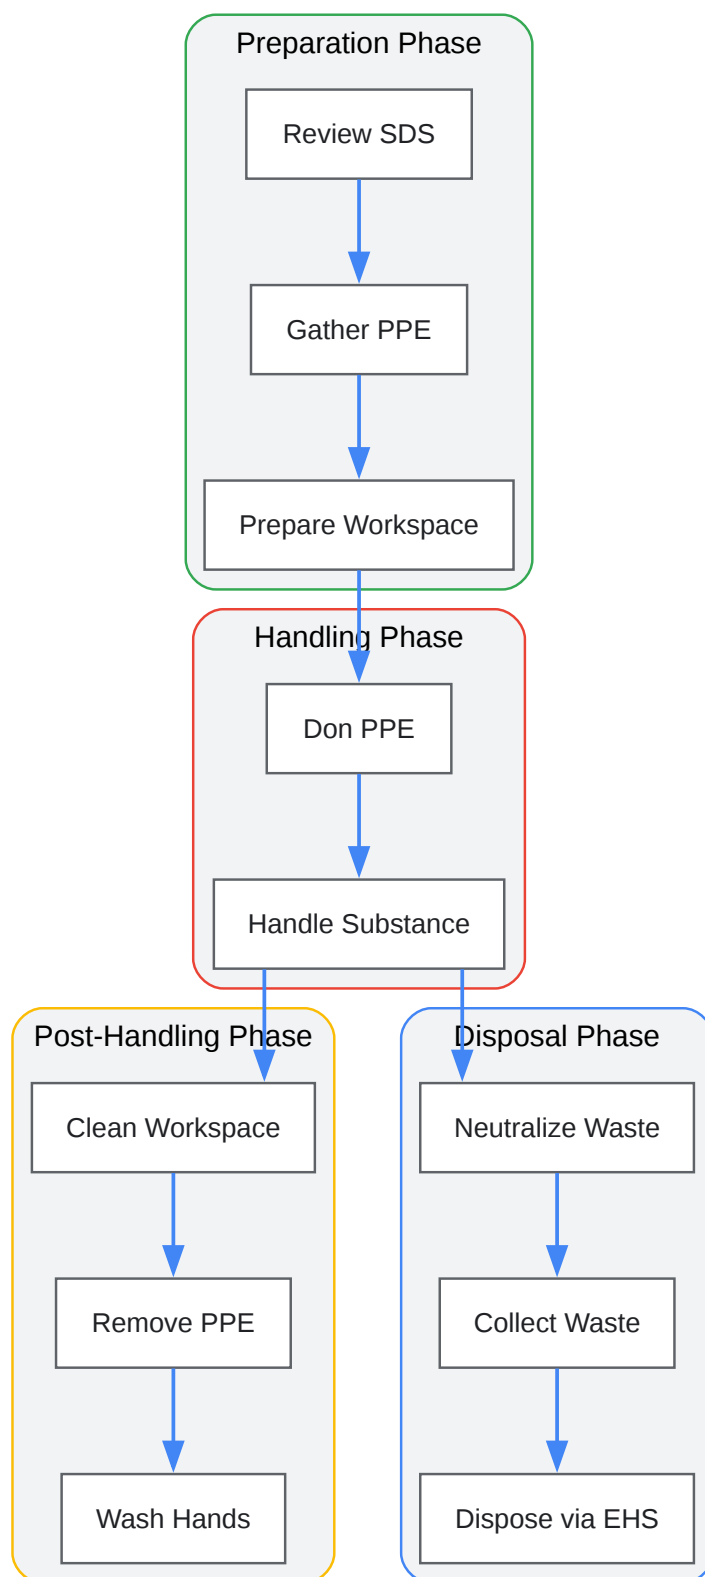 Preparation Phase
Review SDS
Gather PPE
Prepare Workspace
Handling Phase
Don PPE
Handle Substance
Post-Handling Phase
Clean Workspace
Remove PPE
Wash Hands
Disposal Phase
Neutralize Waste
Collect Waste
Dispose via EHS